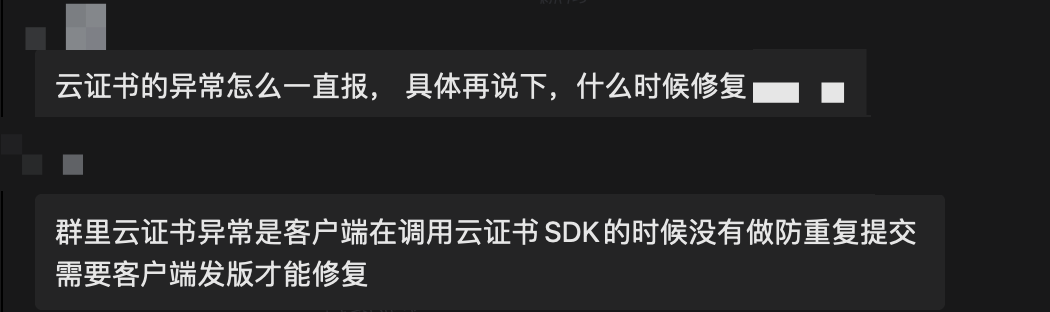 云证书的异常怎么一直报， 具体再说下，什么时候修复
群里云证书异常是客户端在调用云证书SDK的时候没有做防重复提交
需要客户端发版才能修复